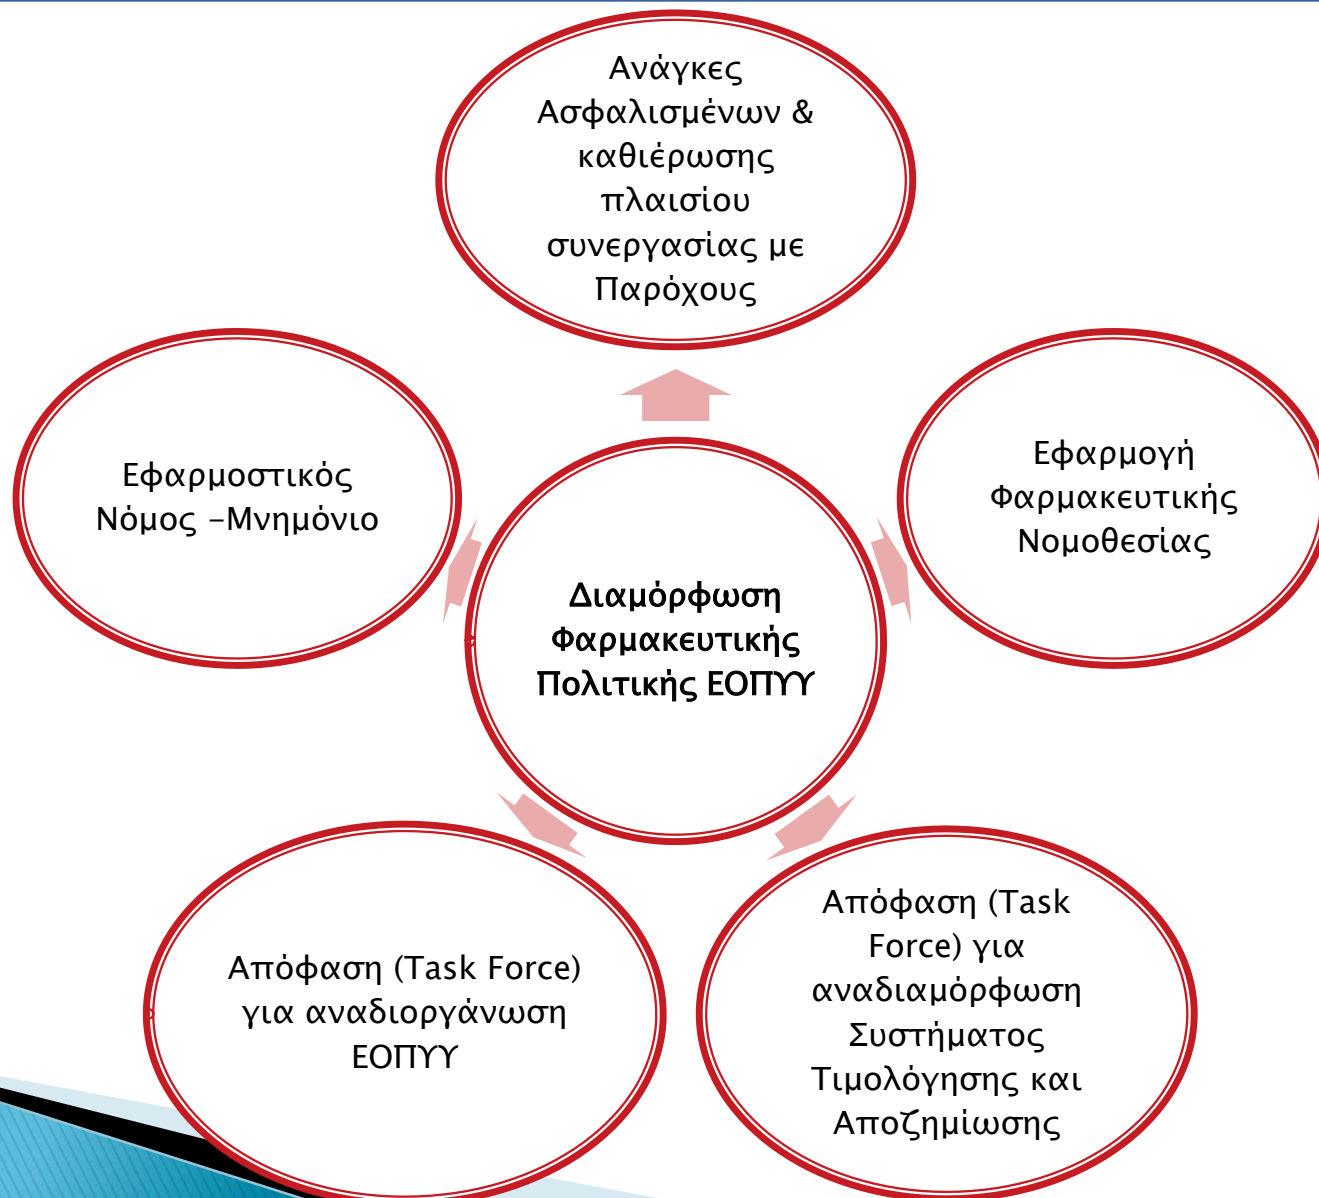 Ανάγκες
Ασφαλισμένων &
καθιέρωσης
πλαισίου
συνεργασίας με
Παρόχους
Εφαρμοστικός
Νόμος –Μνημόνιο
Εφαρμογή
Φαρμακευτικής
Νομοθεσίας
Διαμόρφωση
Φαρμακευτικής
Πολιτικής ΕΟΠΥΥ
Απόφαση (Task Force)
για αναδιοργάνωση
ΕΟΠΥΥ
Απόφαση (Task
Force) για
αναδιαμόρφωση
Συστήματος
Τιμολόγησης και
Αποζημίωσης